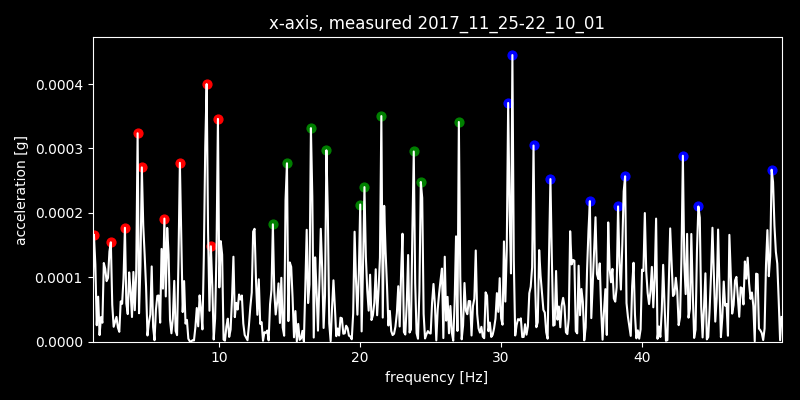 x-axis, measured 2017_11_25-22_10_01
acceleration [g]
0.0004
0.0003
0.0002
0.0001
0.0000
10 20 30 40
frequency [Hz]